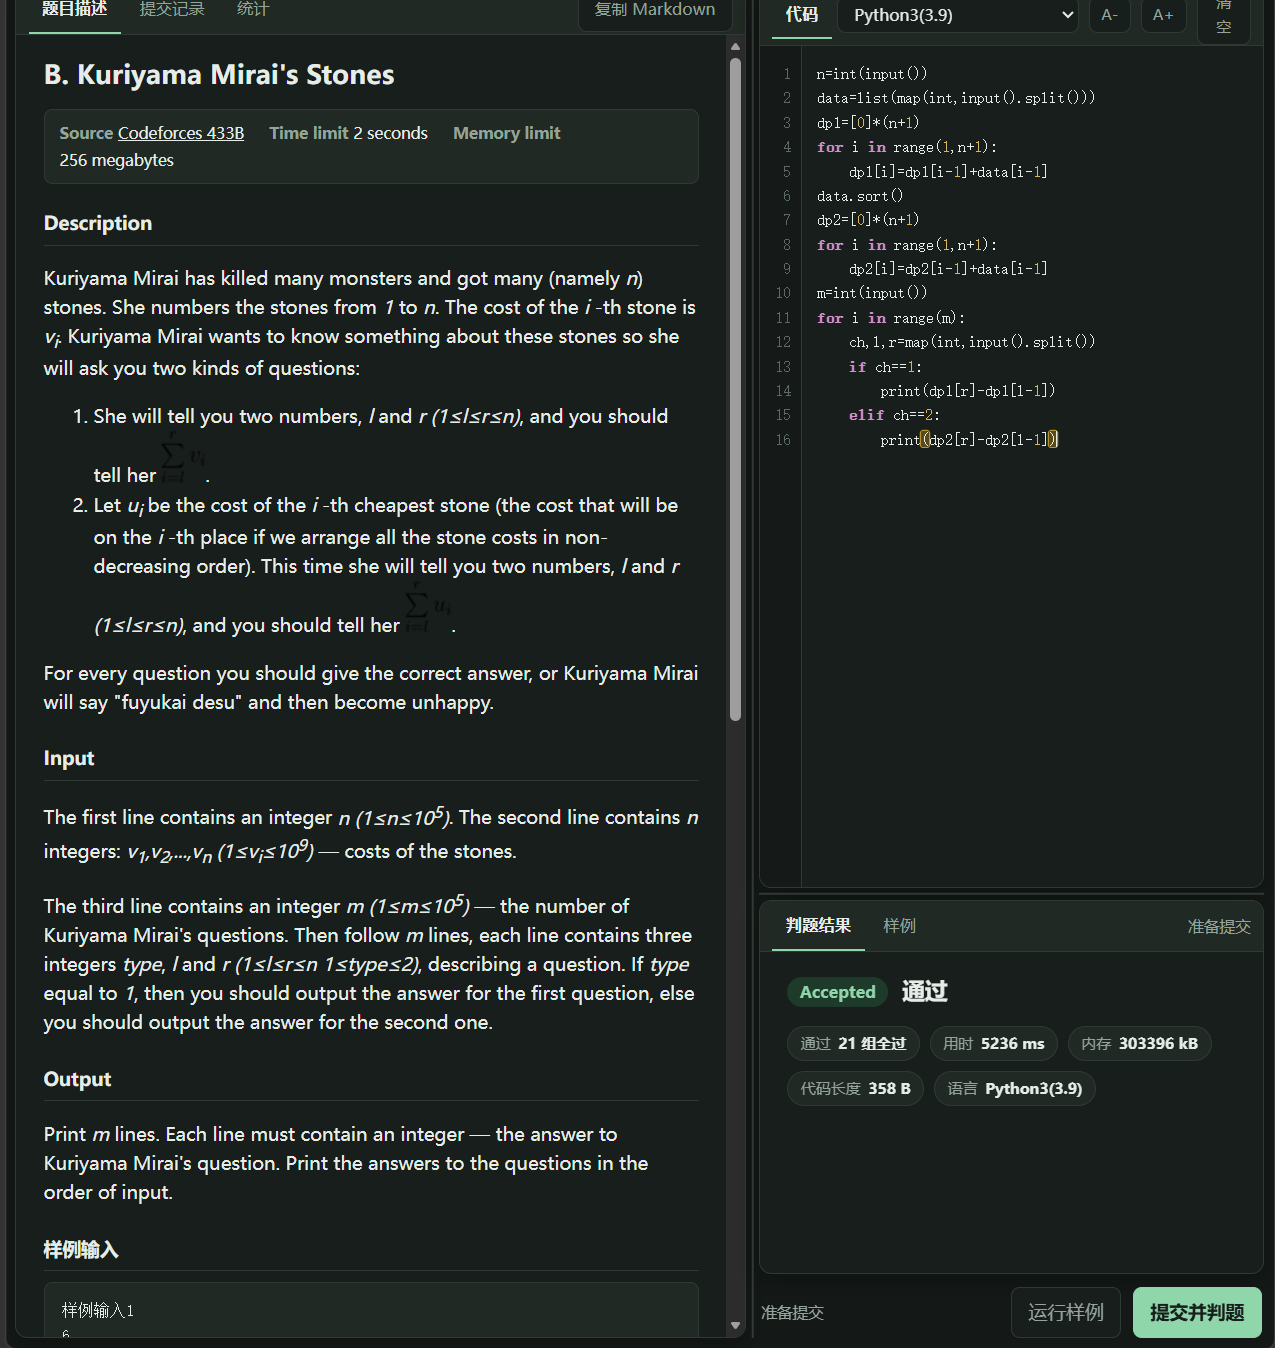 题目描述 提交记录 统计 复制 Markdown
B. Kuriyama Mirai's Stones
Source Codeforces 433B Time limit 2 seconds Memory limit
256 megabytes
Description
Kuriyama Mirai has killed many monsters and got many (namely n)
stones. She numbers the stones from 1 to n. The cost of the i -th stone is
vi. Kuriyama Mirai wants to know something about these stones so she
will ask you two kinds of questions:
1. She will tell you two numbers, l and r (1≤l≤r≤n), and you should
tell her ∑_{i=l}^{r} vi .
2. Let ui be the cost of the i -th cheapest stone (the cost that will be
on the i -th place if we arrange all the stone costs in non-
decreasing order). This time she will tell you two numbers, l and r
(1≤l≤r≤n), and you should tell her ∑_{i=l}^{r} ui .
For every question you should give the correct answer, or Kuriyama Mirai
will say "fuyukai desu" and then become unhappy.
Input
The first line contains an integer n (1≤n≤10^5). The second line contains n
integers: v1,v2,...,vn (1≤vi≤10^9) — costs of the stones.
The third line contains an integer m (1≤m≤10^5) — the number of
Kuriyama Mirai's questions. Then follow m lines, each line contains three
integers type, l and r (1≤l≤r≤n 1≤type≤2), describing a question. If type
equal to 1, then you should output the answer for the first question, else
you should output the answer for the second one.
Output
Print m lines. Each line must contain an integer — the answer to
Kuriyama Mirai's question. Print the answers to the questions in the
order of input.
样例输入
样例输入1
6
代码 Python3(3.9) A- A+ 清空
1 n=int(input())
2 data=list(map(int,input().split()))
3 dp1=[0]*(n+1)
4 for i in range(1,n+1):
5     dp1[i]=dp1[i-1]+data[i-1]
6 data.sort()
7 dp2=[0]*(n+1)
8 for i in range(1,n+1):
9     dp2[i]=dp2[i-1]+data[i-1]
10 m=int(input())
11 for i in range(m):
12     ch,l,r=map(int,input().split())
13     if ch==1:
14         print(dp1[r]-dp1[l-1])
15     elif ch==2:
16         print(dp2[r]-dp2[l-1])
判题结果 样例 准备提交
Accepted 通过
通过 21 组全过 用时 5236 ms 内存 303396 kB
代码长度 358 B 语言 Python3(3.9)
准备提交 运行样例 提交并判题